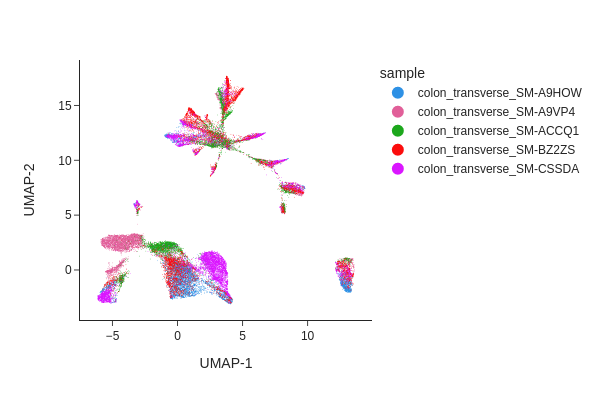 sample
colon_transverse_SM-A9HOW
colon_transverse_SM-A9VP4
colon_transverse_SM-ACCQ1
colon_transverse_SM-BZ2ZS
colon_transverse_SM-CSSDA
UMAP-2
15
10
5
0
−5
0
5
10
UMAP-1